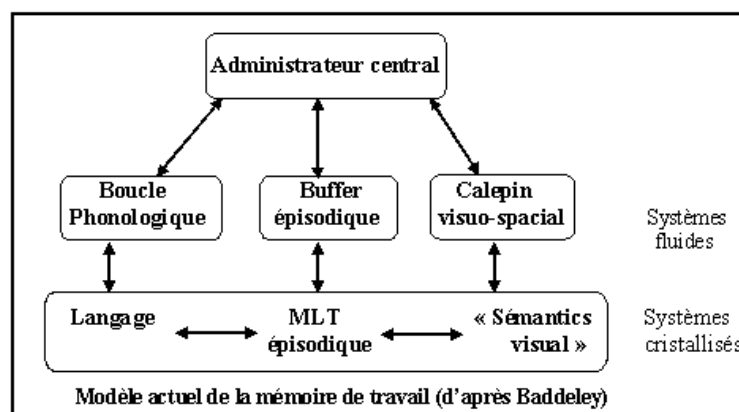 Administrateur central
Boucle
Phonologique
Buffer
épisodique
Calepin
visuo-spacial
Systèmes
fluides
Langage
MLT
épisodique
« Sémantics
visual »
Systèmes
cristallisés
Modèle actuel de la mémoire de travail (d'après Baddeley)